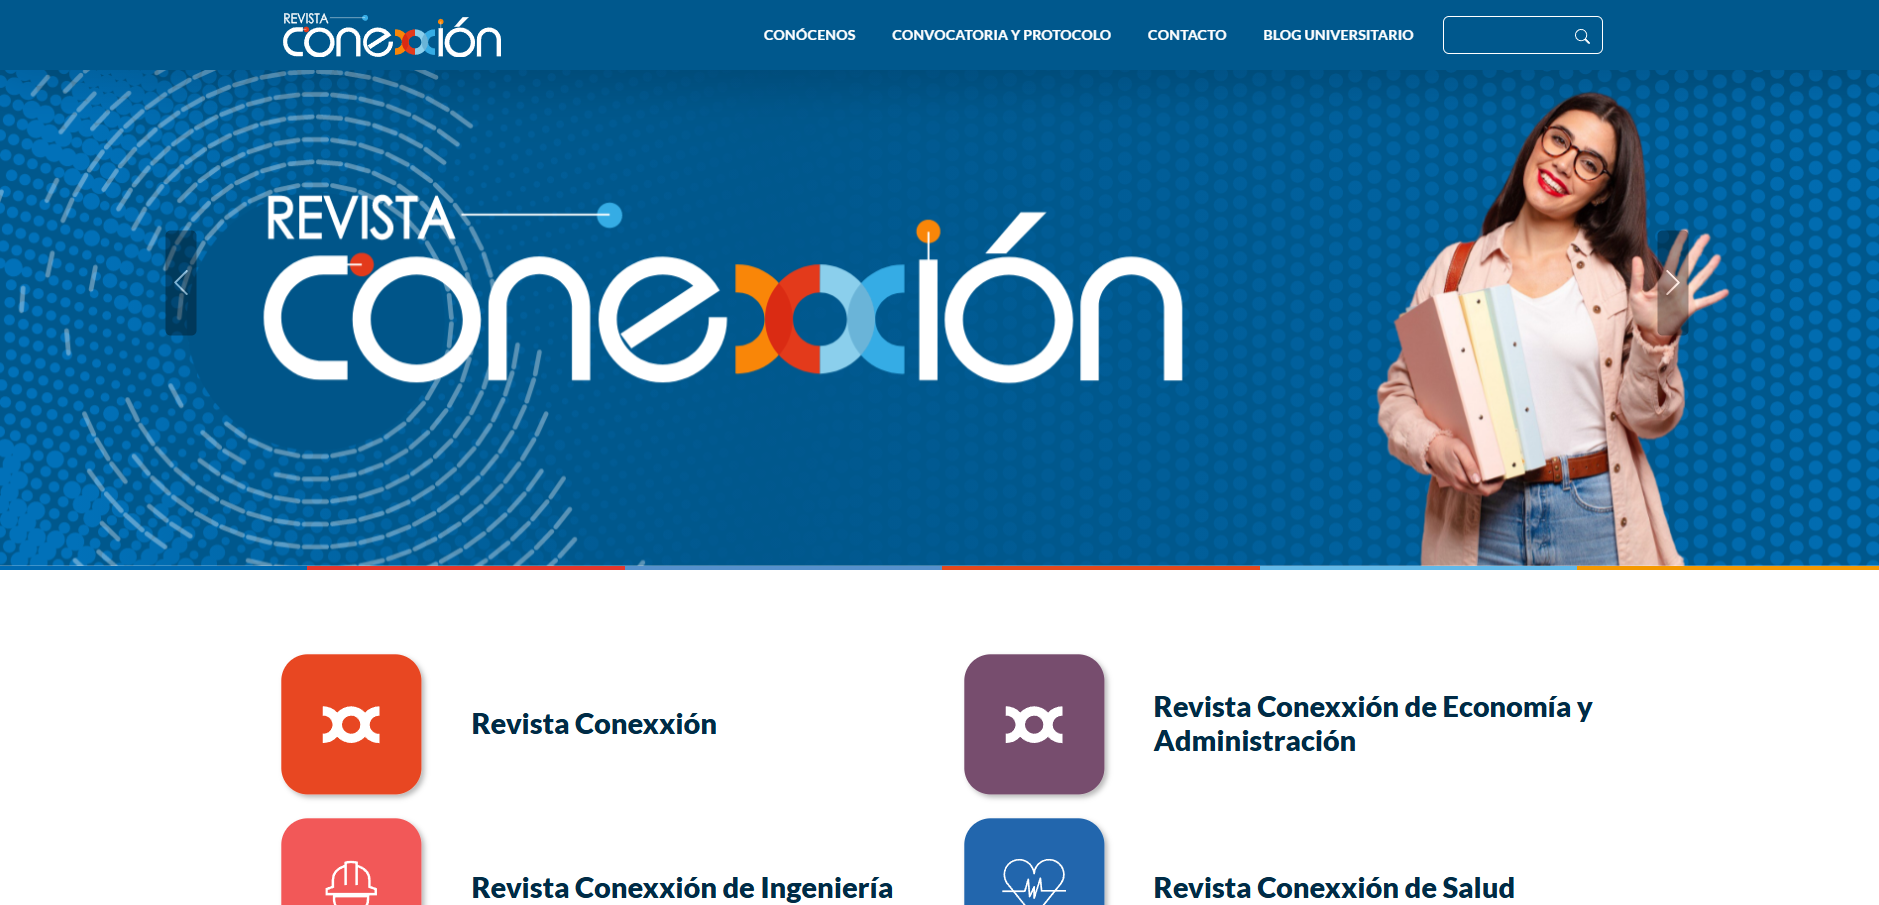 REVISTA
conexxión
CONÓCENOS
CONVOCATORIA Y PROTOCOLO
CONTACTO
BLOG UNIVERSITARIO
REVISTA
conexxión
Revista Conexxión
Revista Conexxión de Economía y
Administración
Revista Conexxión de Ingeniería
Revista Conexxión de Salud